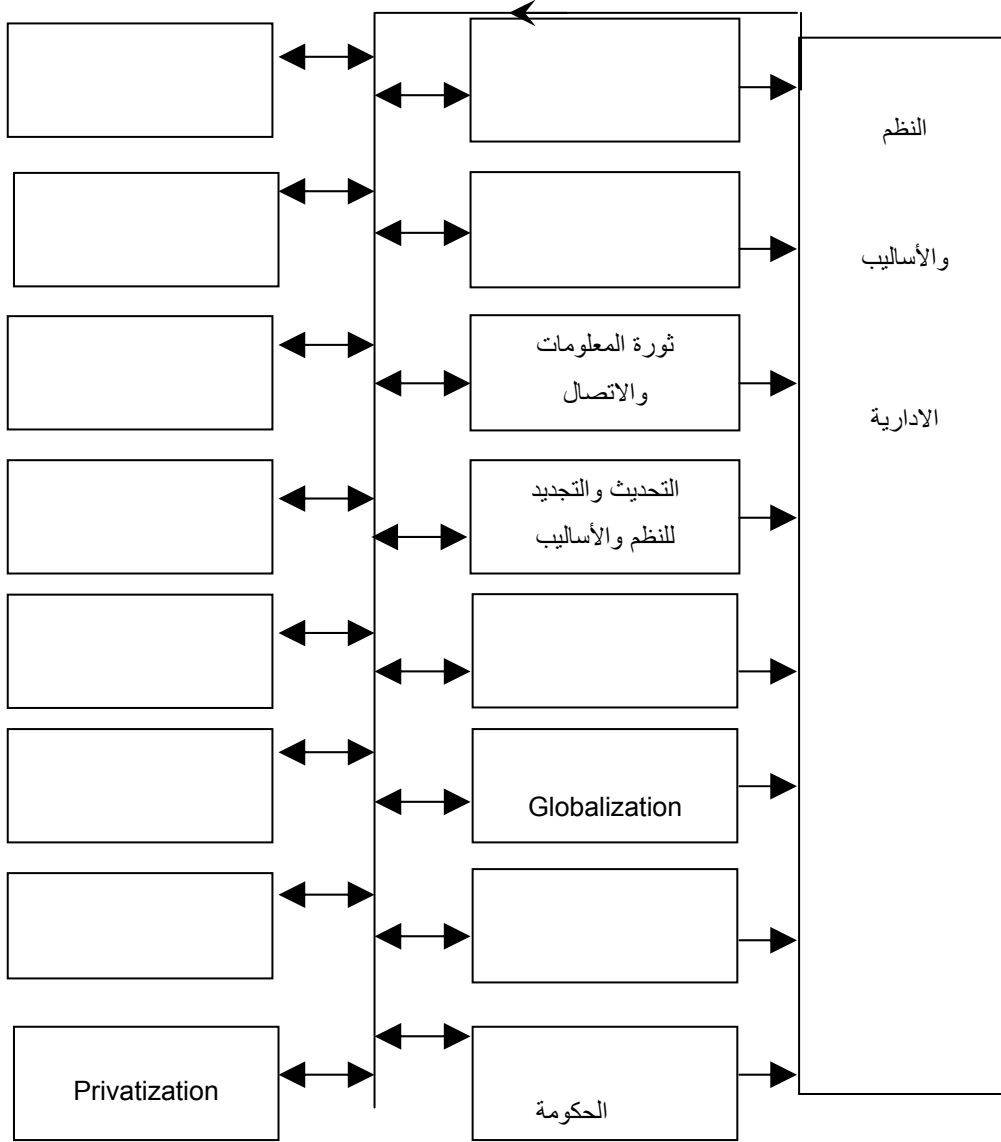 النظم
والأساليب
الادارية
ثورة المعلومات
والاتصال
التحديث والتجديد
للنظم والأساليب
Globalization
الحكومة
Privatization